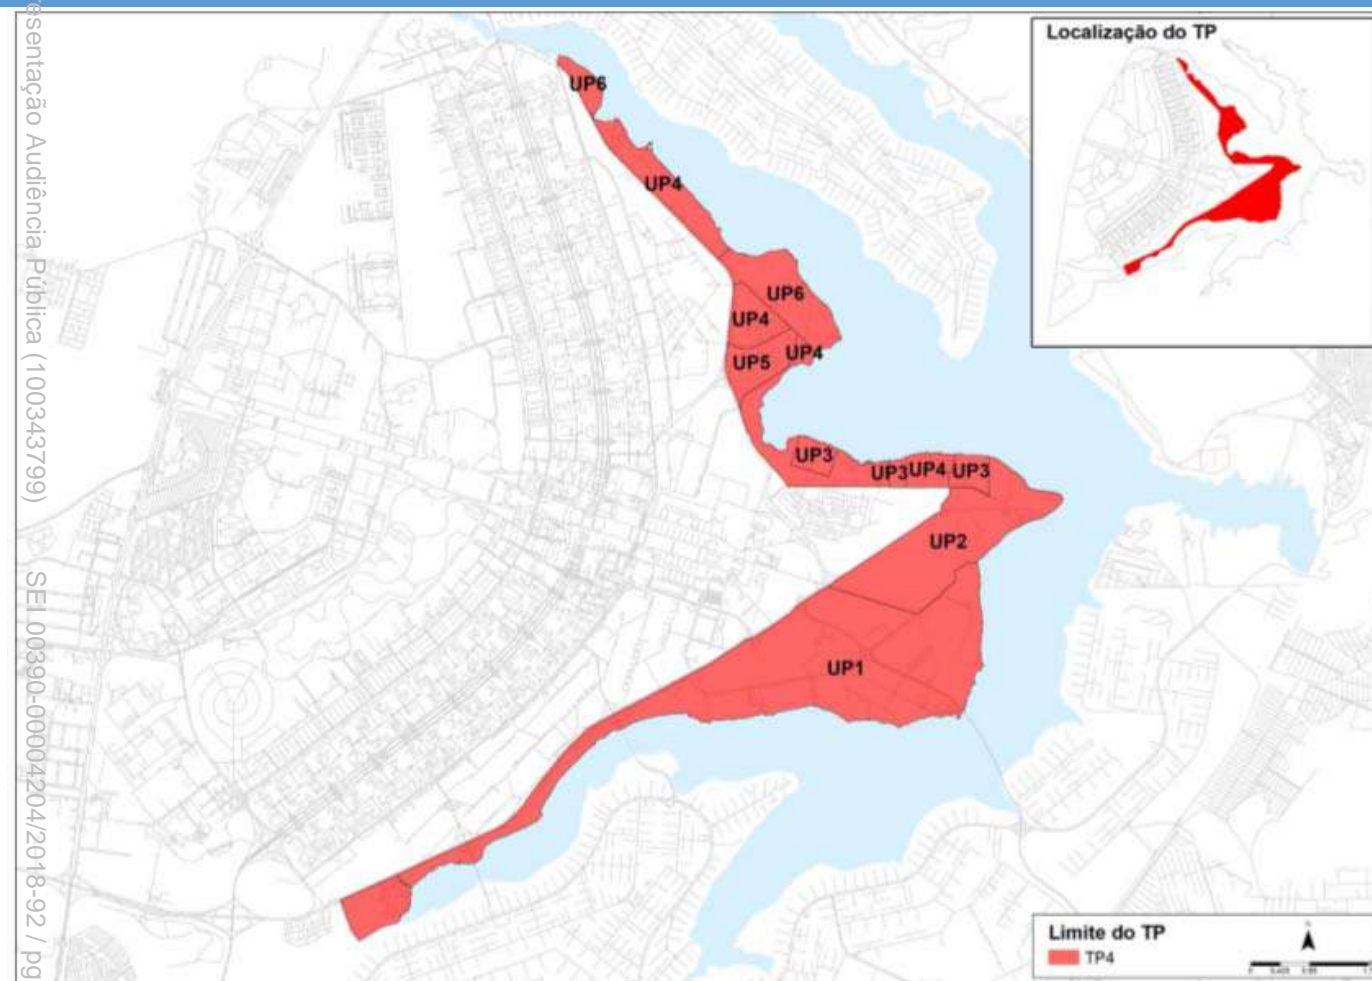 esentação Audiência Pública (100343799)
SEI 00390-00004204/2018-92 / pg
Localização do TP
UP6
UP4
UP6
UP4
UP4
UP5
UP3
UP3
UP4
UP3
UP2
UP1
Limite do TP
TP4